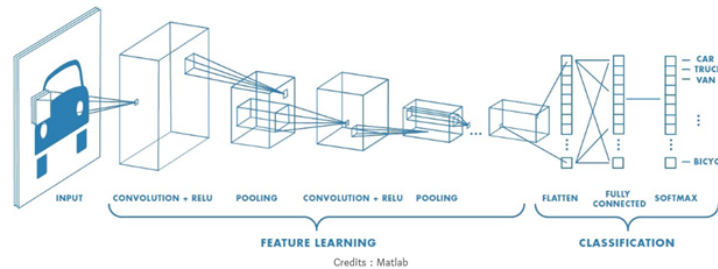 CAR
TRUCK
VAN
BICYC
INPUT CONVOLUTION + RELU POOLING CONVOLUTION + RELU POOLING FLATTEN FULLY CONNECTED SOFTMAX
FEATURE LEARNING CLASSIFICATION
Credits : Matlab